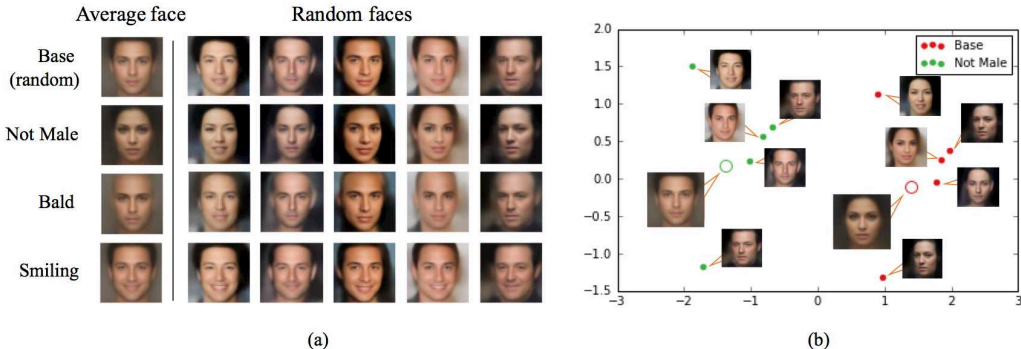 Average face
Random faces
Base
(random)
Not Male
Bald
Smiling
(a)
2.0
1.5
1.0
0.5
0.0
−0.5
−1.0
−1.5
−3
−2
−1
0
1
2
3
Base
Not Male
(b)